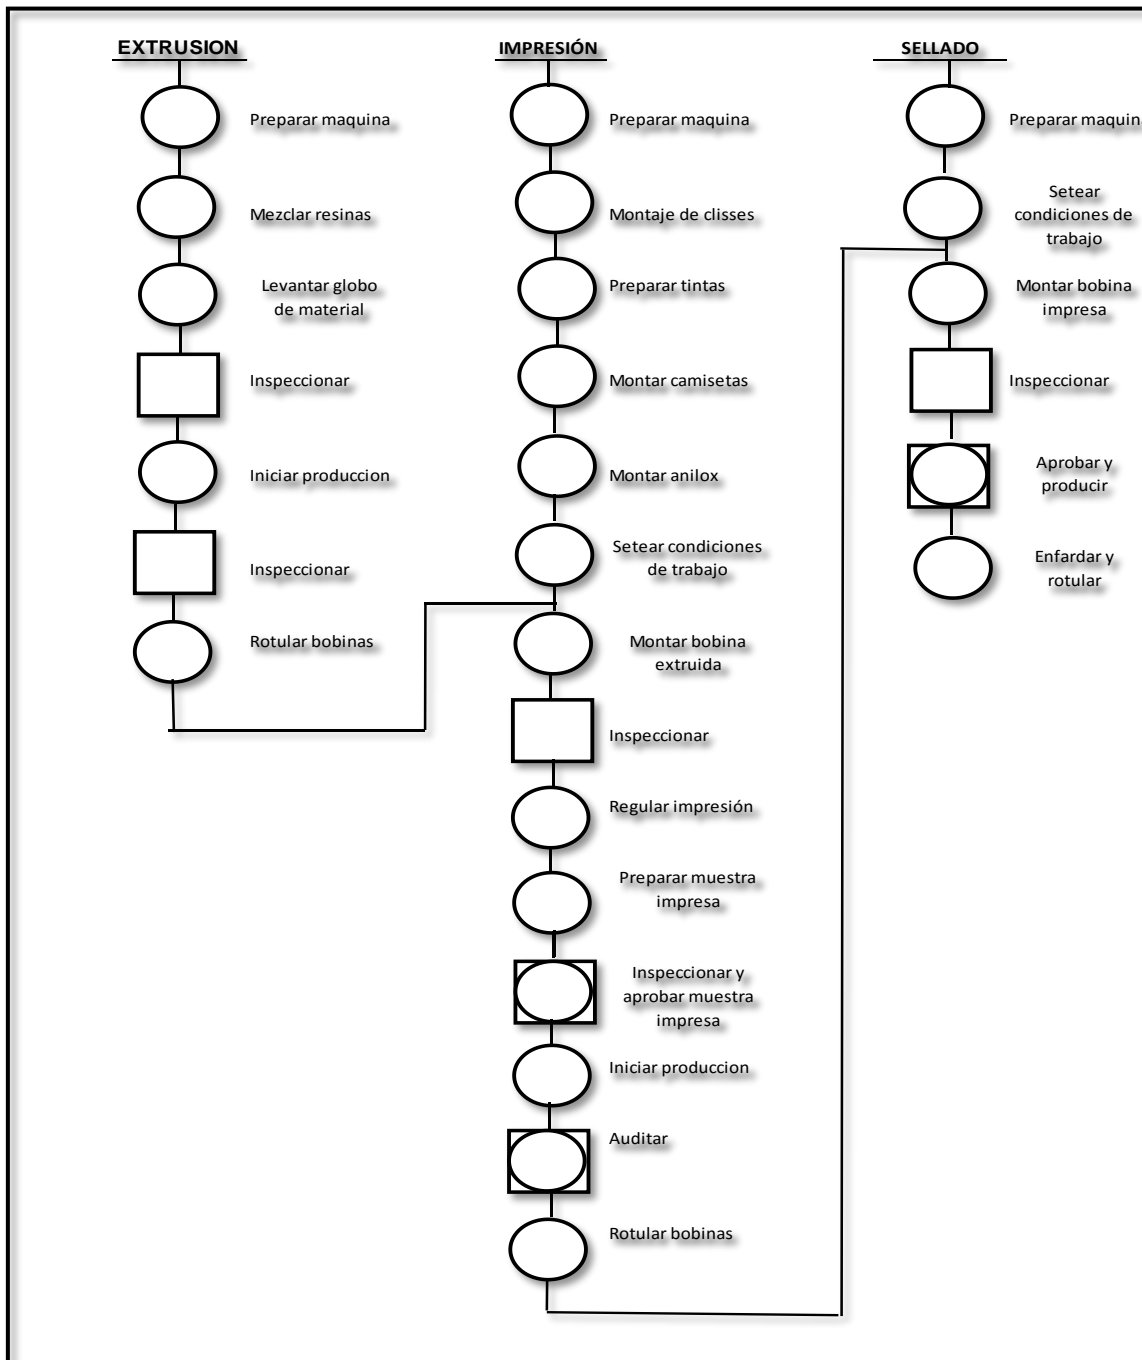 EXTRUSION
Preparar maquina
Mezclar resinas
Levantar globo
de material
Inspeccionar
Iniciar produccion
Inspeccionar
Rotular bobinas
IMPRESIÓN
Preparar maquina
Montaje de clisses
Preparar tintas
Montar camisetas
Montar anilox
Setear condiciones
de trabajo
Montar bobina
extruida
Inspeccionar
Regular impresión
Preparar muestra
impresa
Inspeccionar y
aprobar muestra
impresa
Iniciar produccion
Auditar
Rotular bobinas
SELLADO
Preparar maquina
Setear
condiciones de
trabajo
Montar bobina
impresa
Inspeccionar
Aprobar y
producir
Enfardar y
rotular